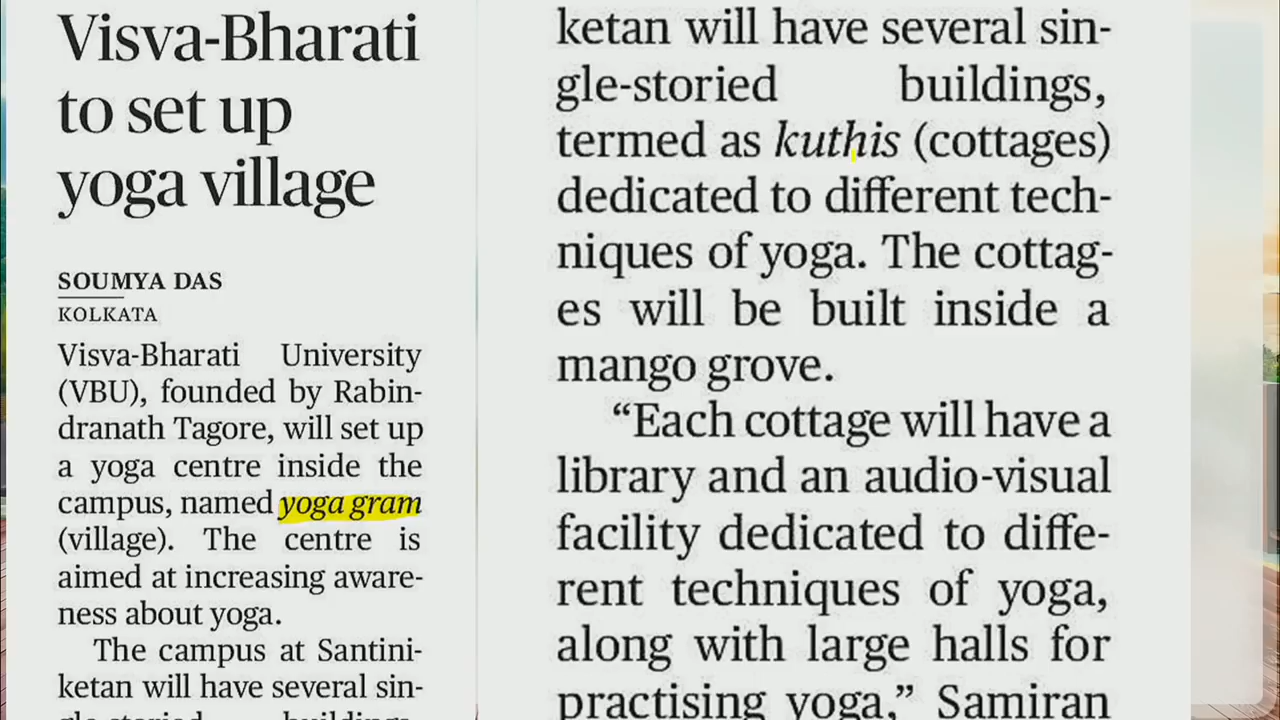 Visva-Bharati
to set up
yoga village
SOUMYA DAS
KOLKATA
Visva-Bharati University
(VBU), founded by Rabin-
dranath Tagore, will set up
a yoga centre inside the
campus, named yoga gram
(village). The centre is
aimed at increasing aware-
ness about yoga.
The campus at Santini-
ketan will have several sin-
gle-storied buildings,
ketan will have several sin-
gle-storied buildings,
termed as kuthis (cottages)
dedicated to different tech-
niques of yoga. The cottag-
es will be built inside a
mango grove.
“Each cottage will have a
library and an audio-visual
facility dedicated to diffe-
rent techniques of yoga,
along with large halls for
practising yoga,” Samiran